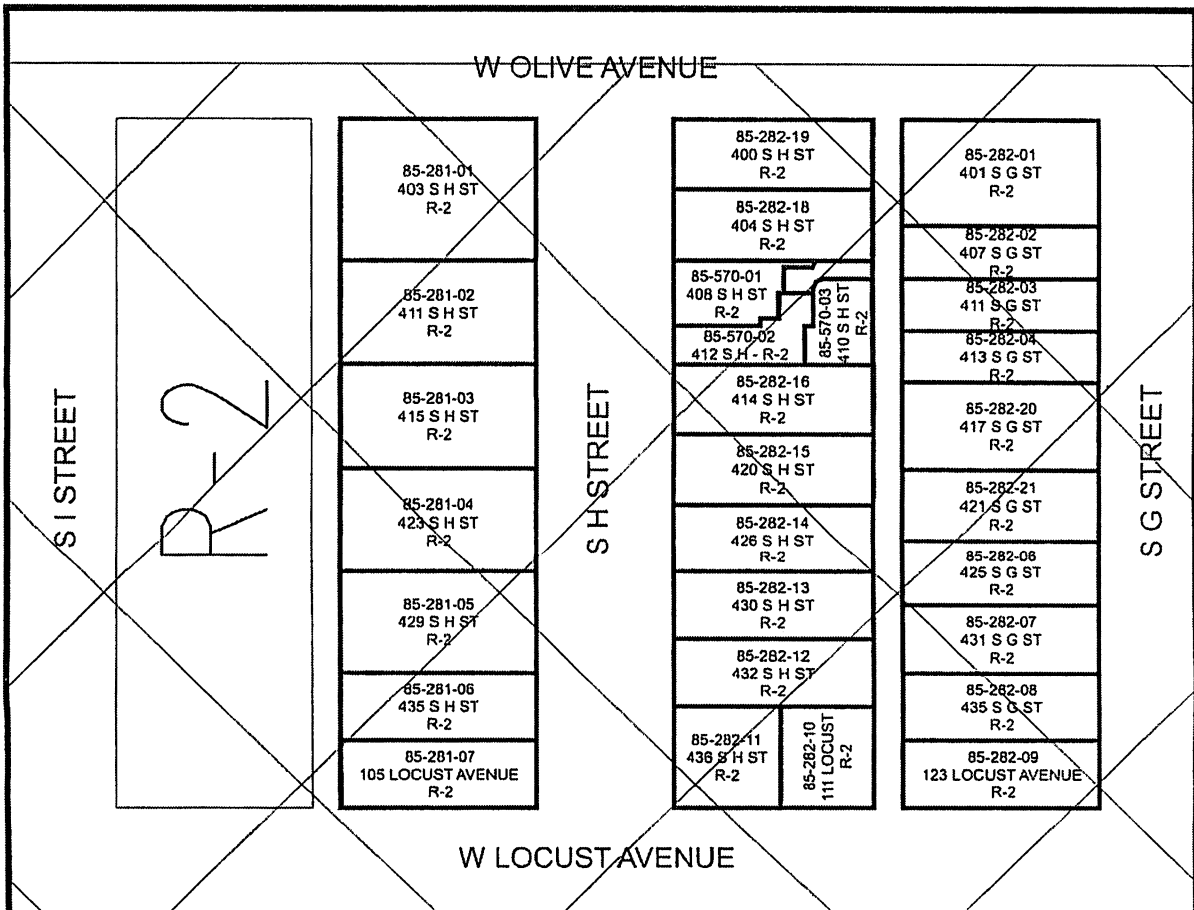 W OLIVE AVENUE
S I STREET
R-2
85-281-01
403 S H ST
R-2
85-281-02
411 S H ST
R-2
85-281-03
415 S H ST
R-2
85-281-04
423 S H ST
R-2
85-281-05
429 S H ST
R-2
85-281-06
435 S H ST
R-2
85-281-07
105 LOCUST AVENUE
R-2
S H STREET
85-282-19
400 S H ST
R-2
85-282-18
404 S H ST
R-2
85-570-01
408 S H ST
R-2
85-570-02
412 S H - R-2
85-570-03
410 S H ST
R-2
85-282-16
414 S H ST
R-2
85-282-15
420 S H ST
R-2
85-282-14
426 S H ST
R-2
85-282-13
430 S H ST
R-2
85-282-12
432 S H ST
R-2
85-282-11
436 S H ST
R-2
85-282-10
111 LOCUST
R-2
85-282-01
401 S G ST
R-2
85-282-02
407 S G ST
R-2
85-282-03
411 S G ST
R-2
85-282-04
413 S G ST
R-2
85-282-20
417 S G ST
R-2
85-282-21
421 S G ST
R-2
85-282-06
425 S G ST
R-2
85-282-07
431 S G ST
R-2
85-282-08
435 S G ST
R-2
85-282-09
123 LOCUST AVENUE
R-2
S G STREET
W LOCUST AVENUE